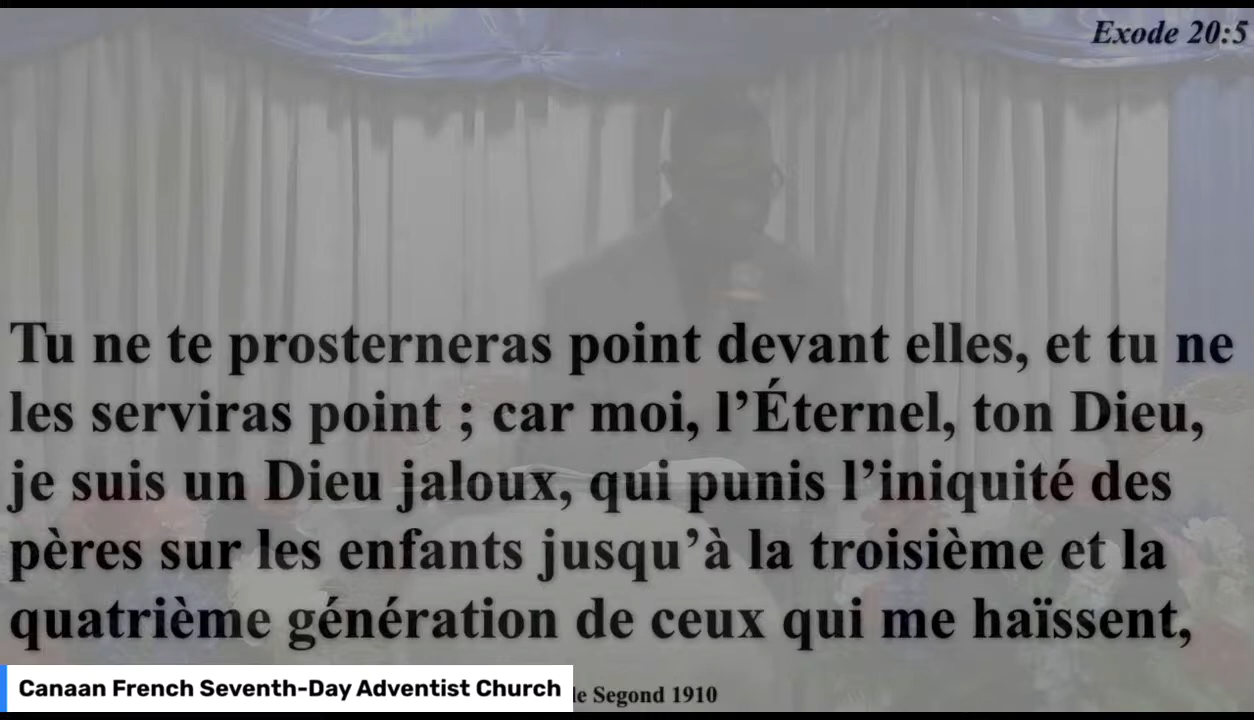 Exode 20:5
Tu ne te prosterneras point devant elles, et tu ne
les serviras point ; car moi, l’Éternel, ton Dieu,
je suis un Dieu jaloux, qui punis l’iniquité des
pères sur les enfants jusqu’à la troisième et la
quatrième génération de ceux qui me haïssent,
Canaan French Seventh-Day Adventist Church
Segond 1910